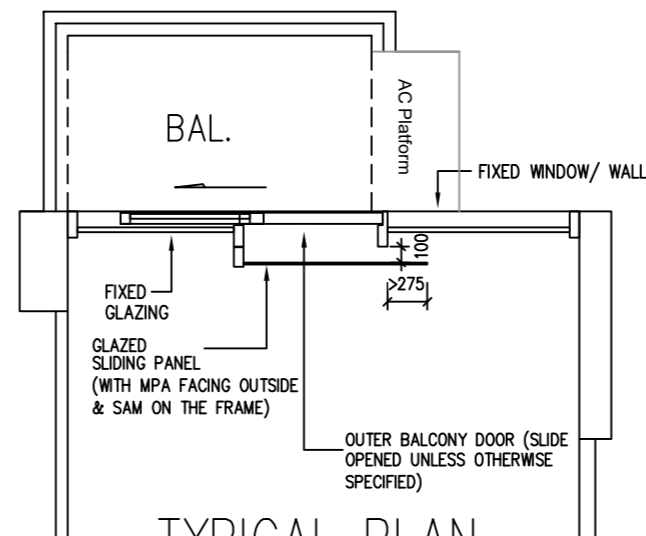 BAL.
AC Platform
FIXED WINDOW/ WALL
100
>275
FIXED
GLAZING
GLAZED
SLIDING PANEL
(WITH MPA FACING OUTSIDE
& SAM ON THE FRAME)
OUTER BALCONY DOOR (SLIDE
OPENED UNLESS OTHERWISE
SPECIFIED)
TYPICAL PLAN